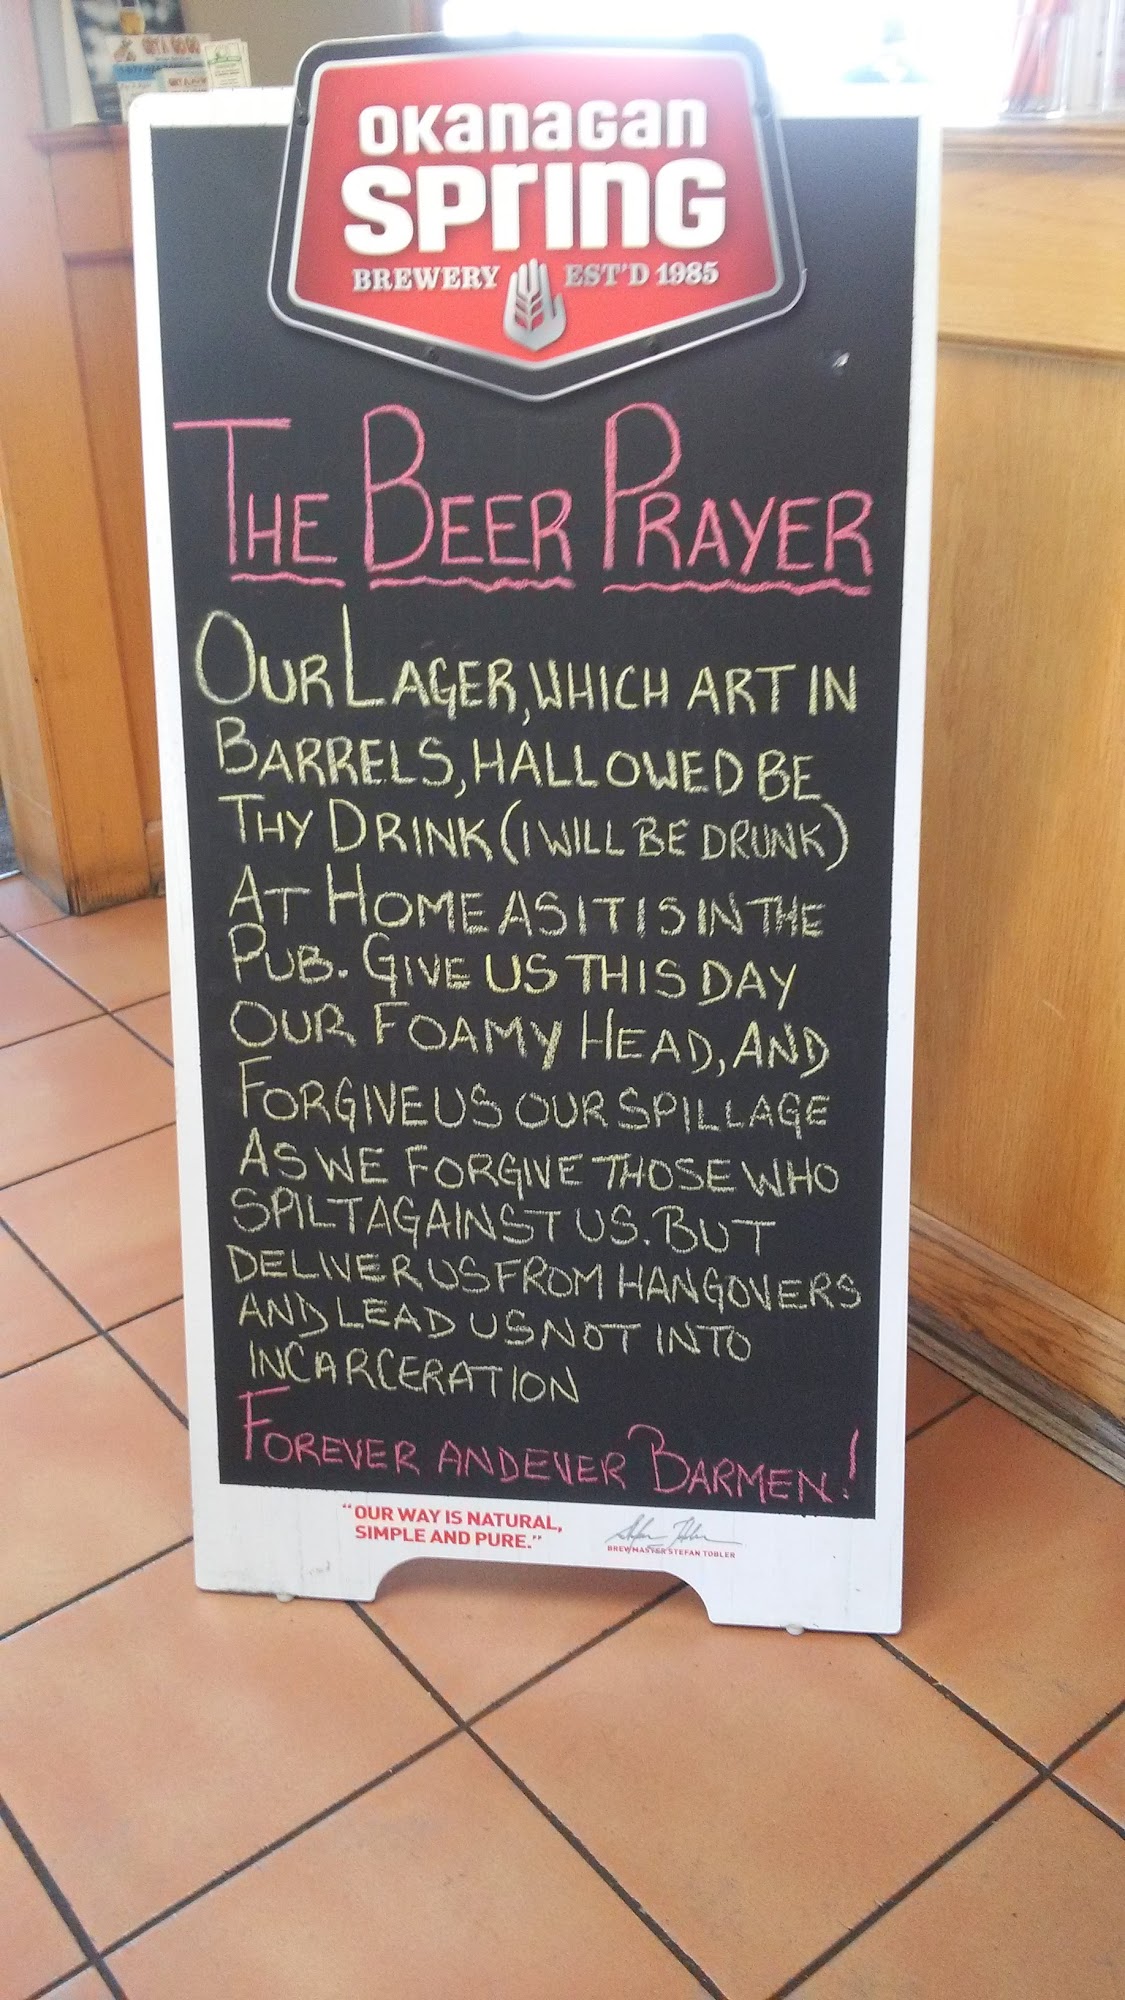 OKanaGan
SPrinG
BREWERY EST'D 1985
THE BEER PRAYER
OUR LAGER, WHICH ART IN
BARRELS, HALLOWED BE
THY DRINK (I WILL BE DRUNK)
AT HOME AS IT IS IN THE
PUB. GIVE US THIS DAY
OUR FOAMY HEAD, AND
FORGIVE US OUR SPILLAGE
AS WE FORGIVE THOSE WHO
SPILT AGAINST US. BUT
DELIVER US FROM HANGOVERS
AND LEAD US NOT INTO
INCARCERATION
FOREVER AND EVER BARMEN!
"OUR WAY IS NATURAL,
SIMPLE AND PURE."
BREWMASTER STEFAN TOBLER